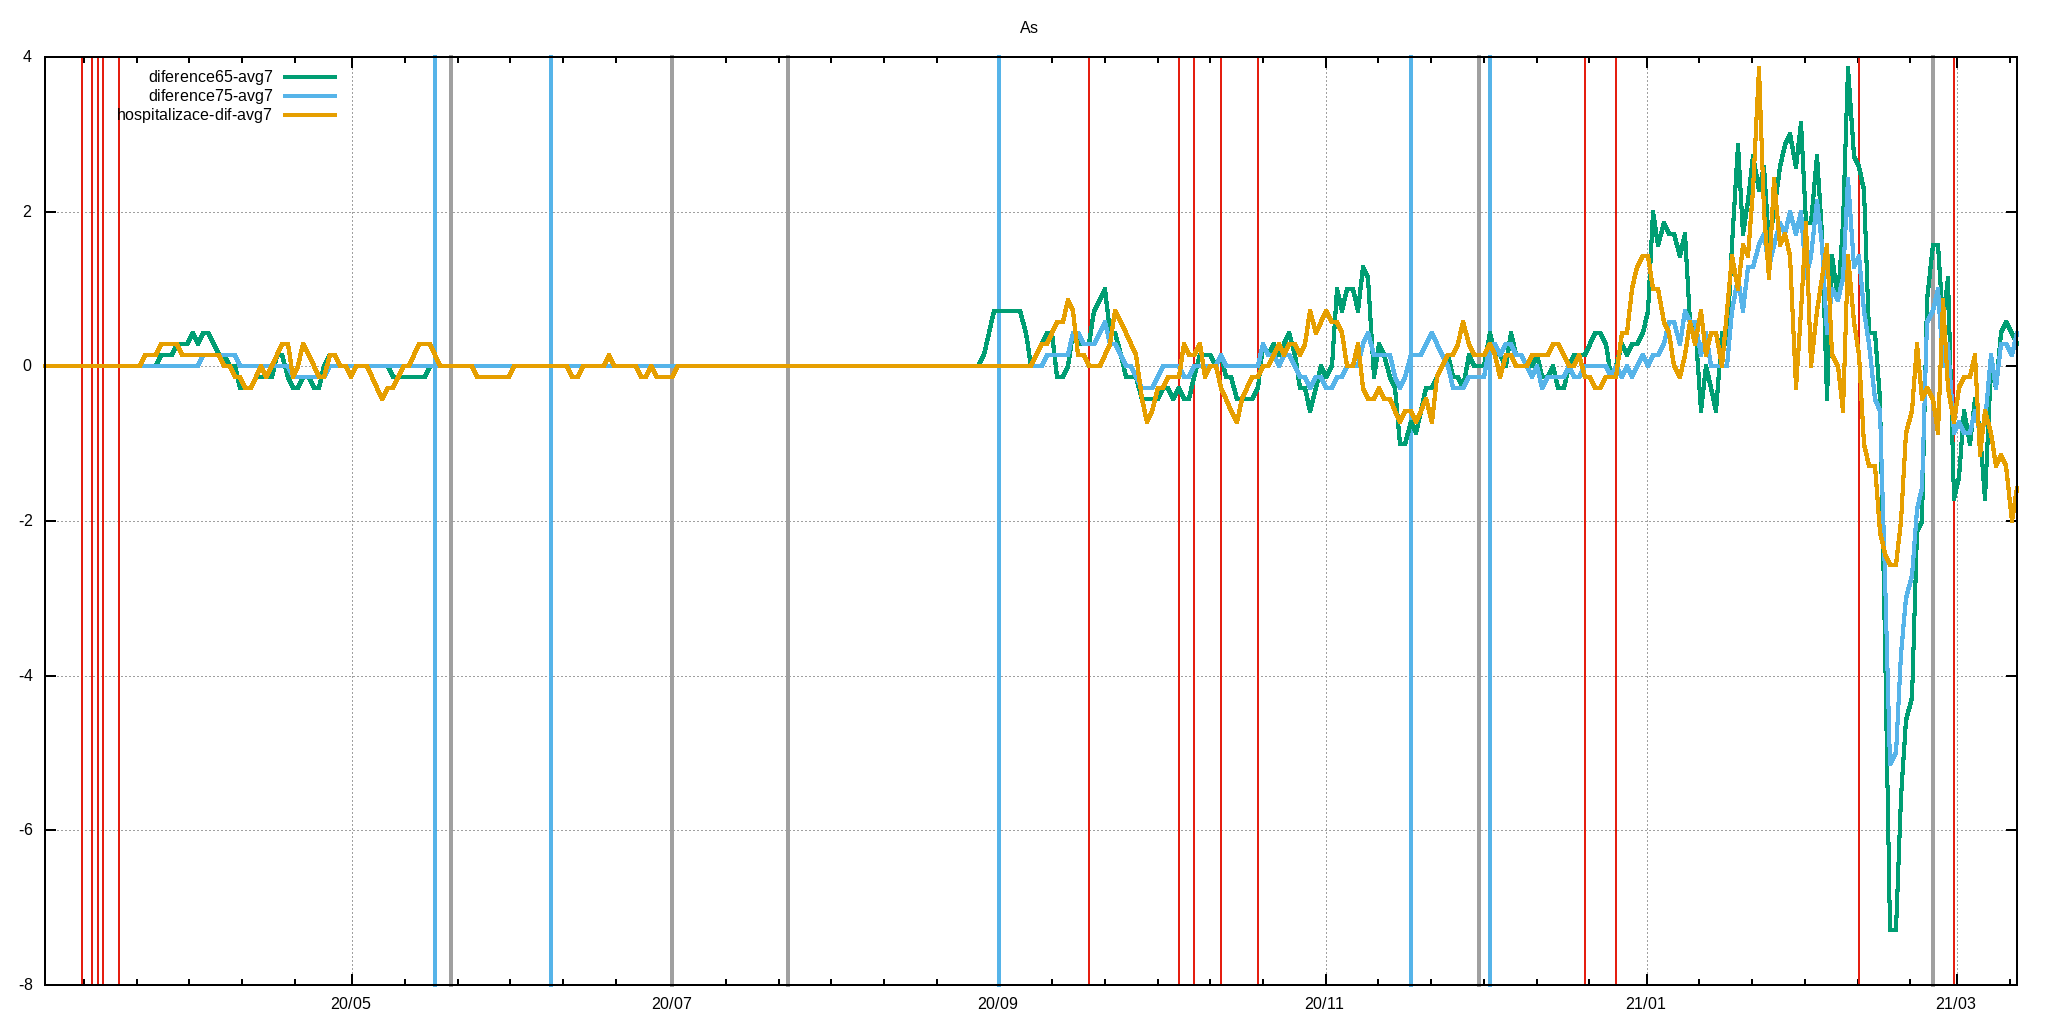 As
4
diference65-avg7
diference75-avg7
hospitalizace-dif-avg7
2
0
-2
-4
-6
-8
20/05 20/07 20/09 20/11 21/01 21/03